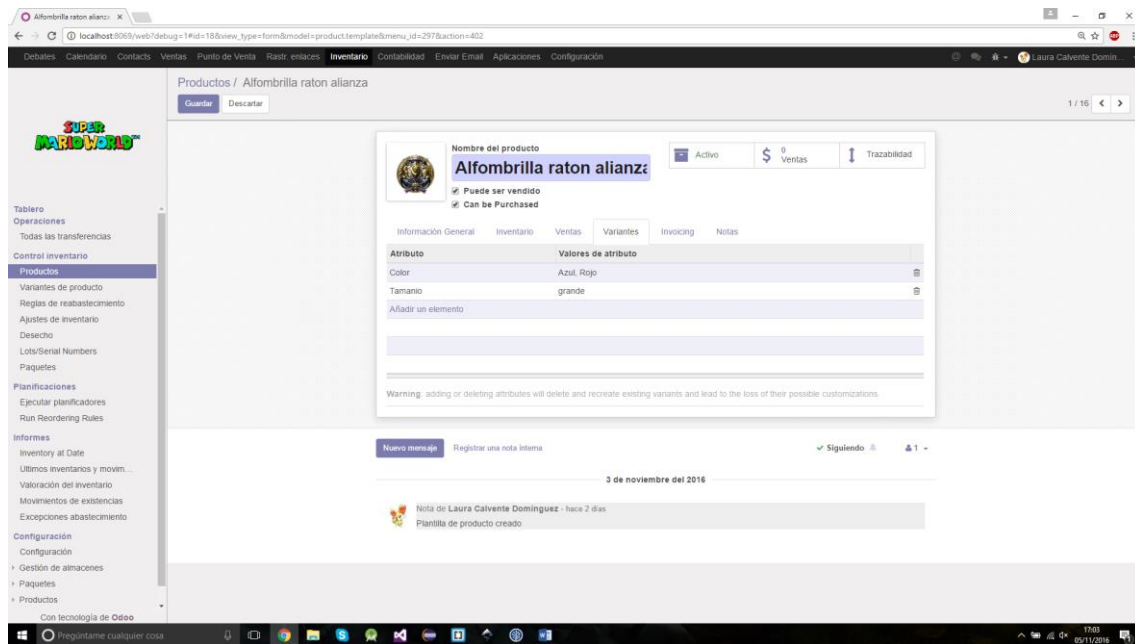 Alfombrilla raton alianz
localhost:8069/web?debug=1#id=18&view_type=form&model=product.template&menu_id=297&action=402
Debates Calendario Contacts Ventas Punto de Venta Rastr. enlaces Inventario Contabilidad Enviar Email Aplicaciones Configuración Laura Calvente Domin...
Productos / Alfombrilla raton alianza
Guardar Descartar 1 / 16
SUPER
MARIO WORLD
Nombre del producto
Alfombrilla raton alianza
Activo
0
Ventas
Trazabilidad
Puede ser vendido
Can be Purchased
Información General Inventario Ventas Variantes Invoicing Notas
Atributo Valores de atributo
Color Azul, Rojo
Tamanio grande
Añadir un elemento
Warning: adding or deleting attributes will delete and recreate existing variants and lead to the loss of their possible customizations.
Nuevo mensaje Registrar una nota interna Siguiendo 1
3 de noviembre del 2016
Nota de Laura Calvente Domínguez - hace 2 días
Plantilla de producto creado
Tablero
Operaciones
Todas las transferencias
Control inventario
Productos
Variantes de producto
Reglas de reabastecimiento
Ajustes de inventario
Desecho
Lots/Serial Numbers
Paquetes
Planificaciones
Ejecutar planificadores
Run Reordering Rules
Informes
Inventory at Date
Últimos inventarios y movim...
Valoración del inventario
Movimientos de existencias
Excepciones abastecimiento
Configuración
Configuración
Gestión de almacenes
Paquetes
Productos
Con tecnología de Odoo
Pregúntame cualquier cosa
17:03
05/11/2016